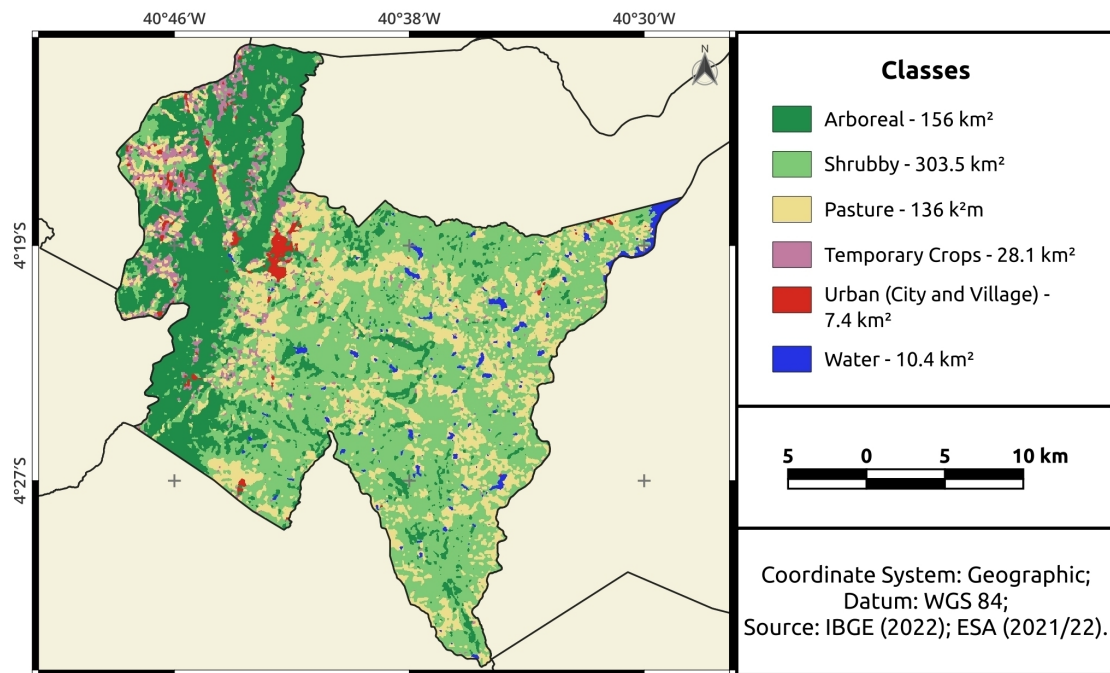 40°46'W
40°38'W
40°30'W
4°19'S
4°27'S
N
Classes
Arboreal - 156 km²
Shrubby - 303.5 km²
Pasture - 136 k²m
Temporary Crops - 28.1 km²
Urban (City and Village) -
7.4 km²
Water - 10.4 km²
5 0 5 10 km
Coordinate System: Geographic;
Datum: WGS 84;
Source: IBGE (2022); ESA (2021/22).